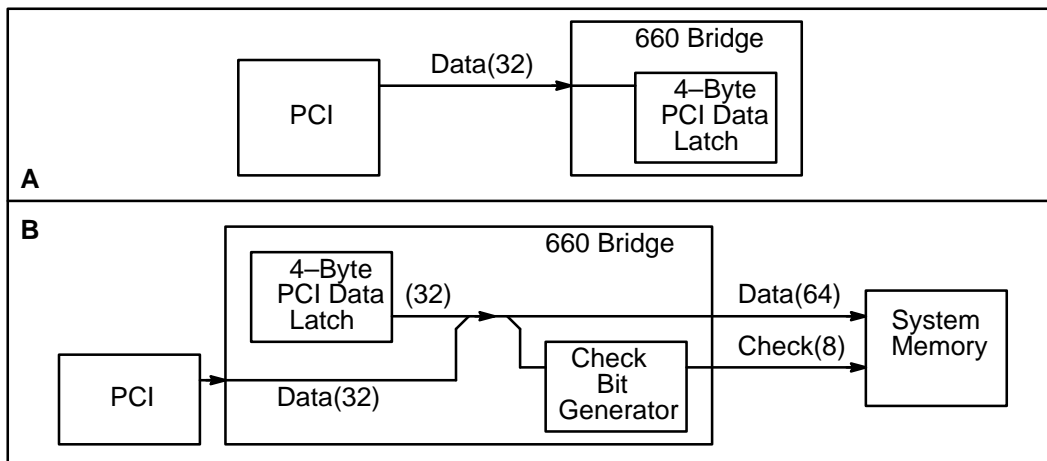 660 Bridge
Data(32)
4–Byte
PCI Data
Latch
PCI
A
B
660 Bridge
4–Byte
PCI Data
Latch
(32)
Data(64)
System
Memory
Check
Bit
Generator
Check(8)
PCI
Data(32)